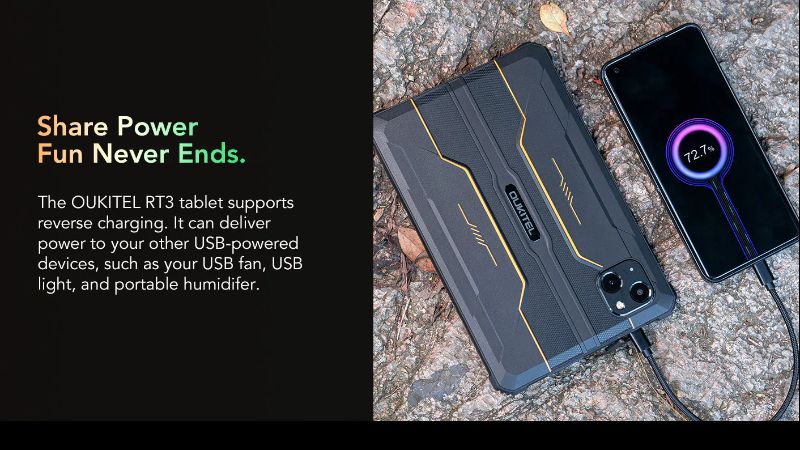 Share Power
Fun Never Ends.
The OUKITEL RT3 tablet supports
reverse charging. It can deliver
power to your other USB-powered
devices, such as your USB fan, USB
light, and portable humidifer.
OUKITEL
72.7%